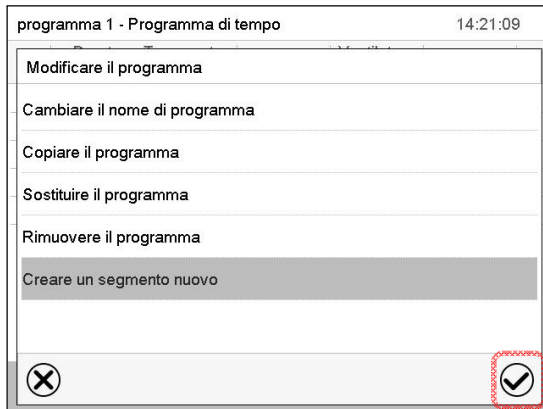 programma 1 - Programma di tempo 14:21:09
Modificare il programma
Cambiare il nome di programma
Copiare il programma
Sostituire il programma
Rimuovere il programma
Creare un segmento nuovo